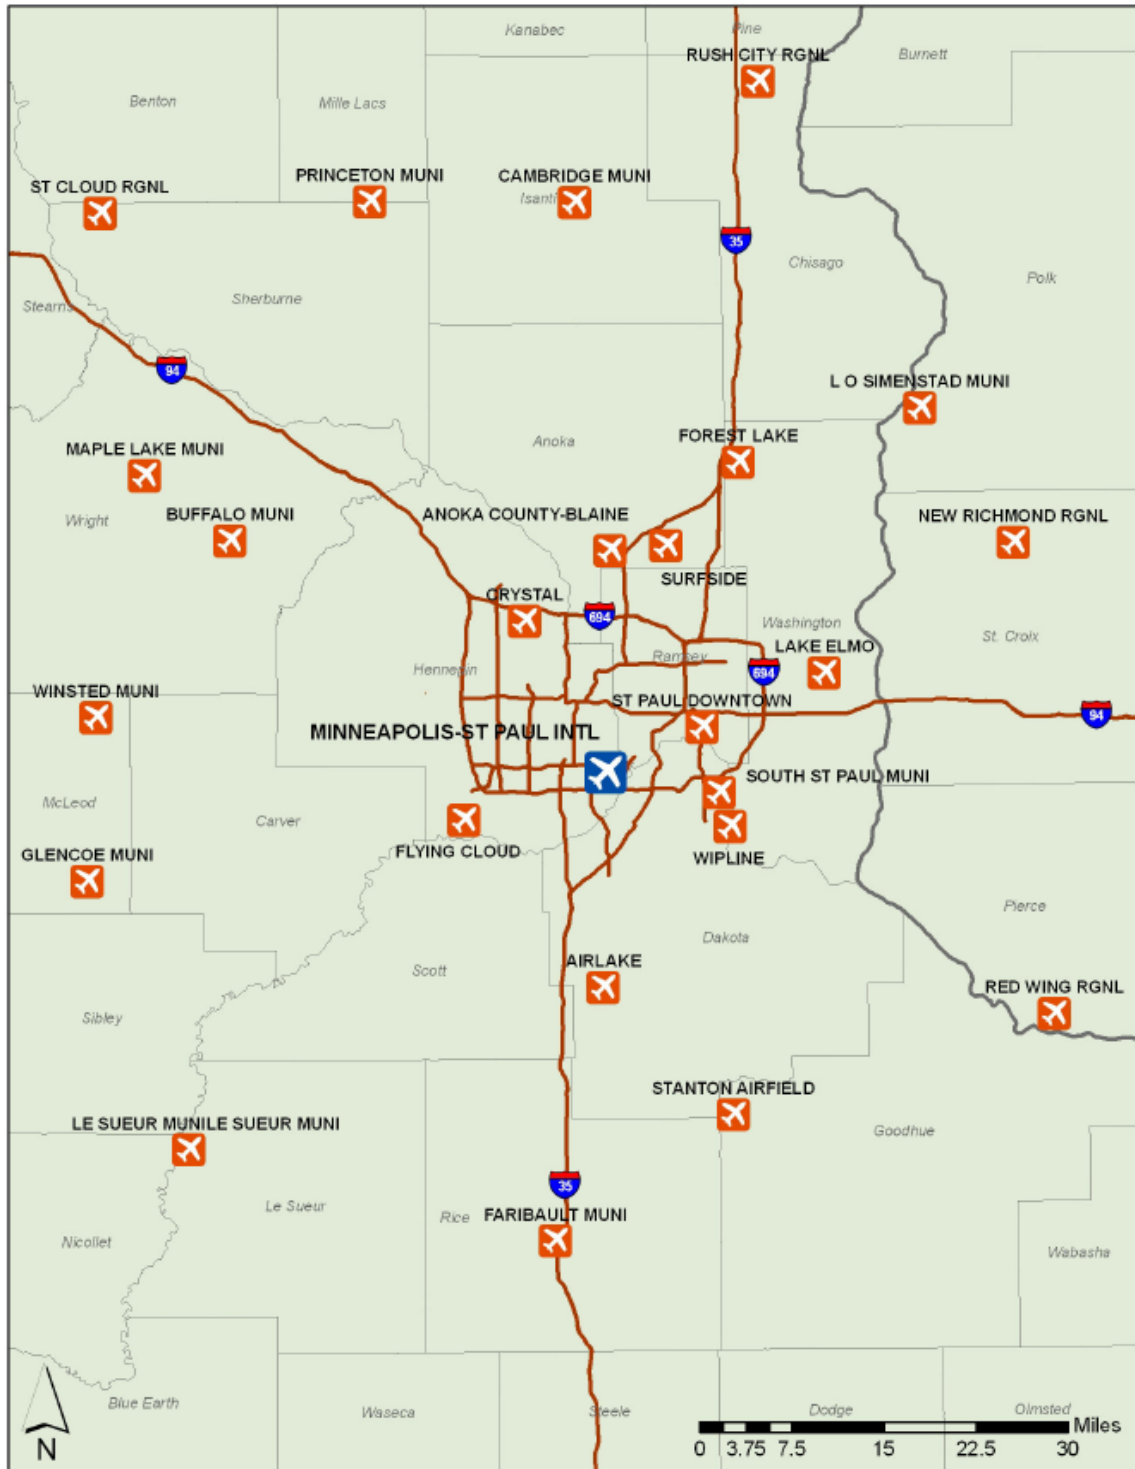 Kanabec
Pine
RUSH CITY RGNL
Burnett
Benton
Mille Lacs
ST CLOUD RGNL
PRINCETON MUNI
CAMBRIDGE MUNI
Isanti
35
Chisago
Polk
Stearns
Sherburne
94
L O SIMENSTAD MUNI
MAPLE LAKE MUNI
Anoka
FOREST LAKE
Wright
BUFFALO MUNI
ANOKA COUNTY-BLAINE
NEW RICHMOND RGNL
SURFSIDE
CRYSTAL
694
Washington
St. Croix
Hennepin
Ramsey
LAKE ELMO
694
WINSTED MUNI
ST PAUL DOWNTOWN
94
MINNEAPOLIS-ST PAUL INTL
SOUTH ST PAUL MUNI
McLeod
Carver
GLENCOE MUNI
FLYING CLOUD
WIPLINE
Pierce
Dakota
Scott
AIRLAKE
RED WING RGNL
Sibley
STANTON AIRFIELD
LE SUEUR MUNILE SUEUR MUNI
Goodhue
35
Le Sueur
Rice
FARIBAULT MUNI
Nicollet
Wabasha
Blue Earth
Waseca
Steele
Dodge
Olmsted
Miles
N
0 3.75 7.5 15 22.5 30